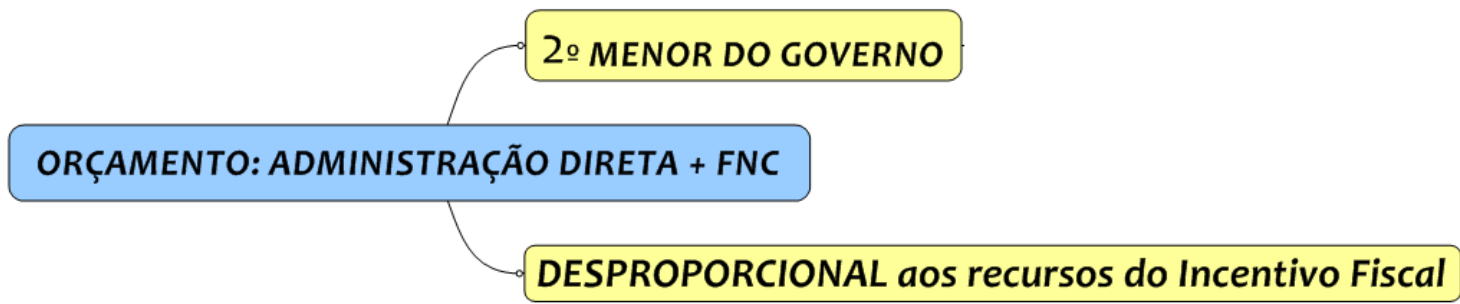 2º MENOR DO GOVERNO
ORÇAMENTO: ADMINISTRAÇÃO DIRETA + FNC
DESPROPORCIONAL aos recursos do Incentivo Fiscal